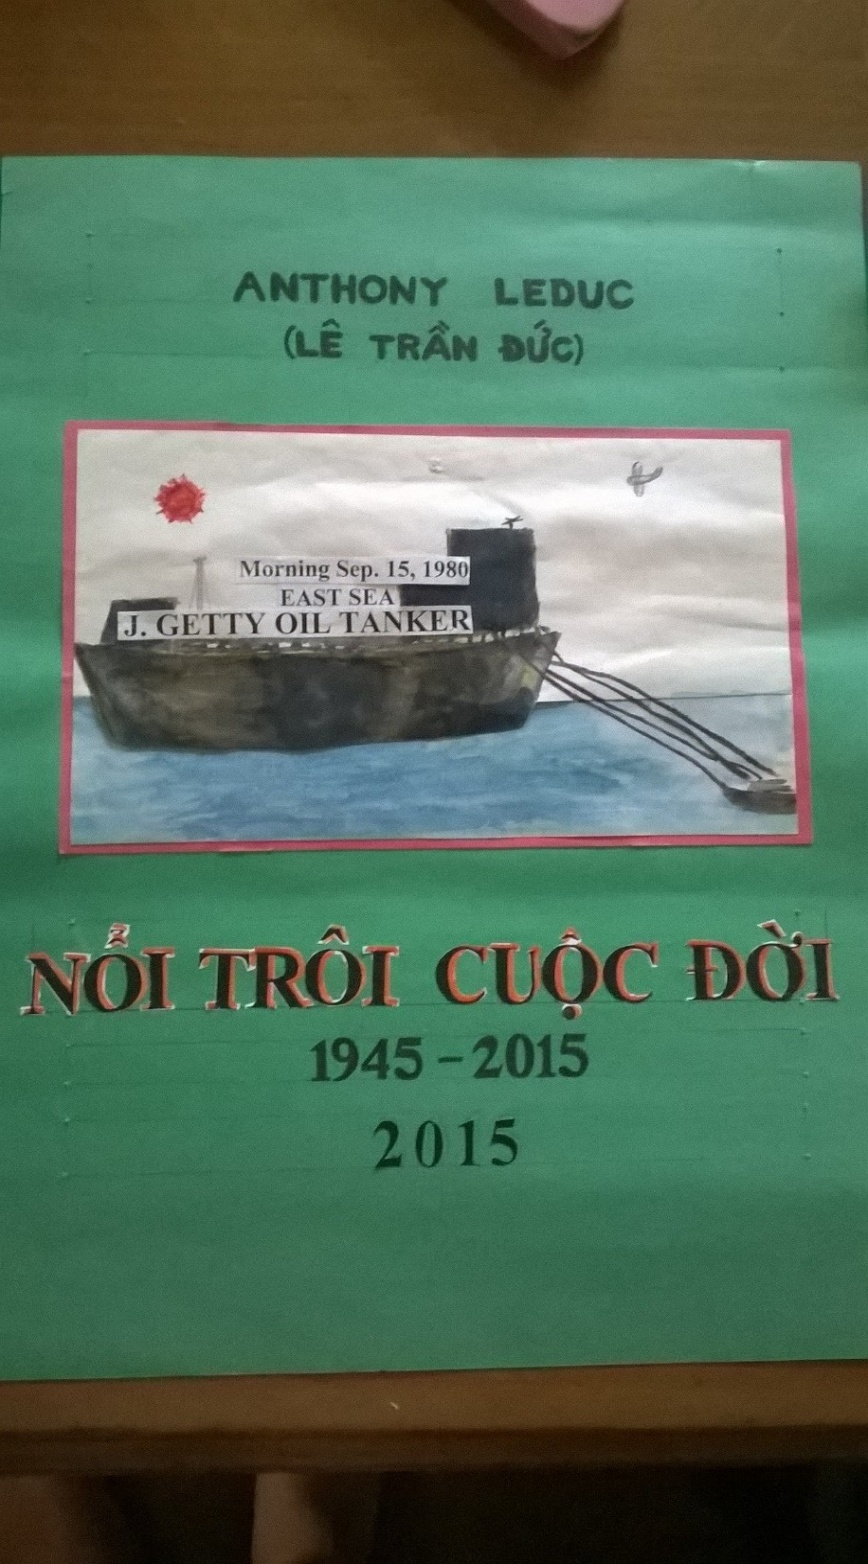 ANTHONY LEDUC
(LÊ TRẦN ĐỨC)
Morning Sep. 15, 1980
EAST SEA
J. GETTY OIL TANKER
NỔI TRÔI CUỘC ĐỜI
1945 – 2015
2015